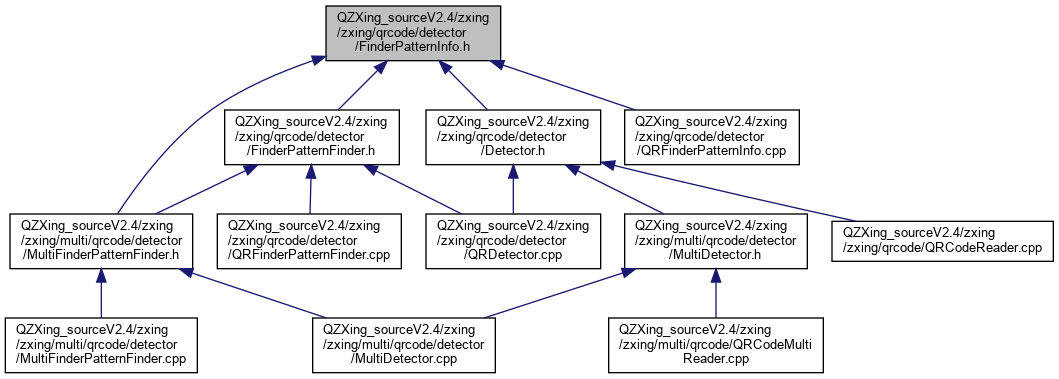 QZXing_sourceV2.4/zxing
/zxing/qrcode/detector
/FinderPatternInfo.h
QZXing_sourceV2.4/zxing
/zxing/qrcode/detector
/FinderPatternFinder.h
QZXing_sourceV2.4/zxing
/zxing/qrcode/detector
/Detector.h
QZXing_sourceV2.4/zxing
/zxing/qrcode/detector
/QRFinderPatternInfo.cpp
QZXing_sourceV2.4/zxing
/zxing/multi/qrcode/detector
/MultiFinderPatternFinder.h
QZXing_sourceV2.4/zxing
/zxing/qrcode/detector
/QRFinderPatternFinder.cpp
QZXing_sourceV2.4/zxing
/zxing/qrcode/detector
/QRDetector.cpp
QZXing_sourceV2.4/zxing
/zxing/multi/qrcode/detector
/MultiDetector.h
QZXing_sourceV2.4/zxing
/zxing/qrcode/QRCodeReader.cpp
QZXing_sourceV2.4/zxing
/zxing/multi/qrcode/detector
/MultiFinderPatternFinder.cpp
QZXing_sourceV2.4/zxing
/zxing/multi/qrcode/detector
/MultiDetector.cpp
QZXing_sourceV2.4/zxing
/zxing/multi/qrcode/QRCodeMulti
Reader.cpp